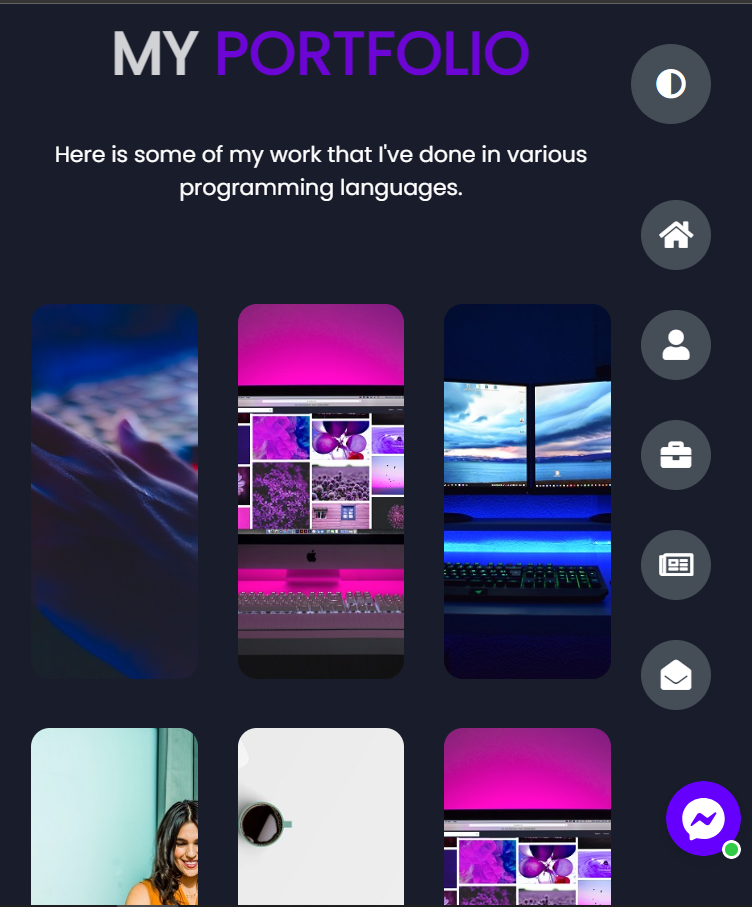 MY PORTFOLIO
Here is some of my work that I've done in various
programming languages.